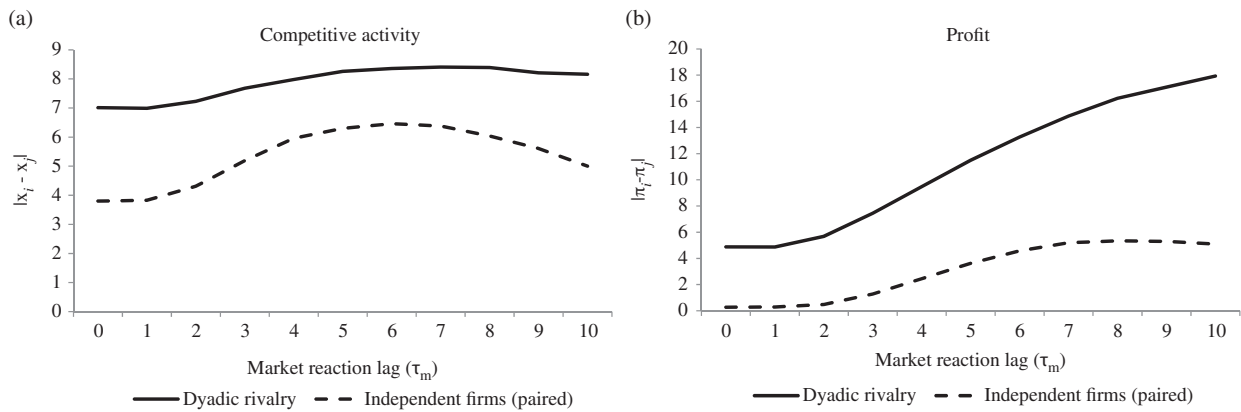 (a)
Competitive activity
9
8
7
6
5
4
3
2
1
0
|x_i - x_j|
0 1 2 3 4 5 6 7 8 9 10
Market reaction lag (τ_m)
Dyadic rivalry Independent firms (paired)
(b)
Profit
20
18
16
14
12
10
8
6
4
2
0
|π_i-π_j|
0 1 2 3 4 5 6 7 8 9 10
Market reaction lag (τ_m)
Dyadic rivalry Independent firms (paired)